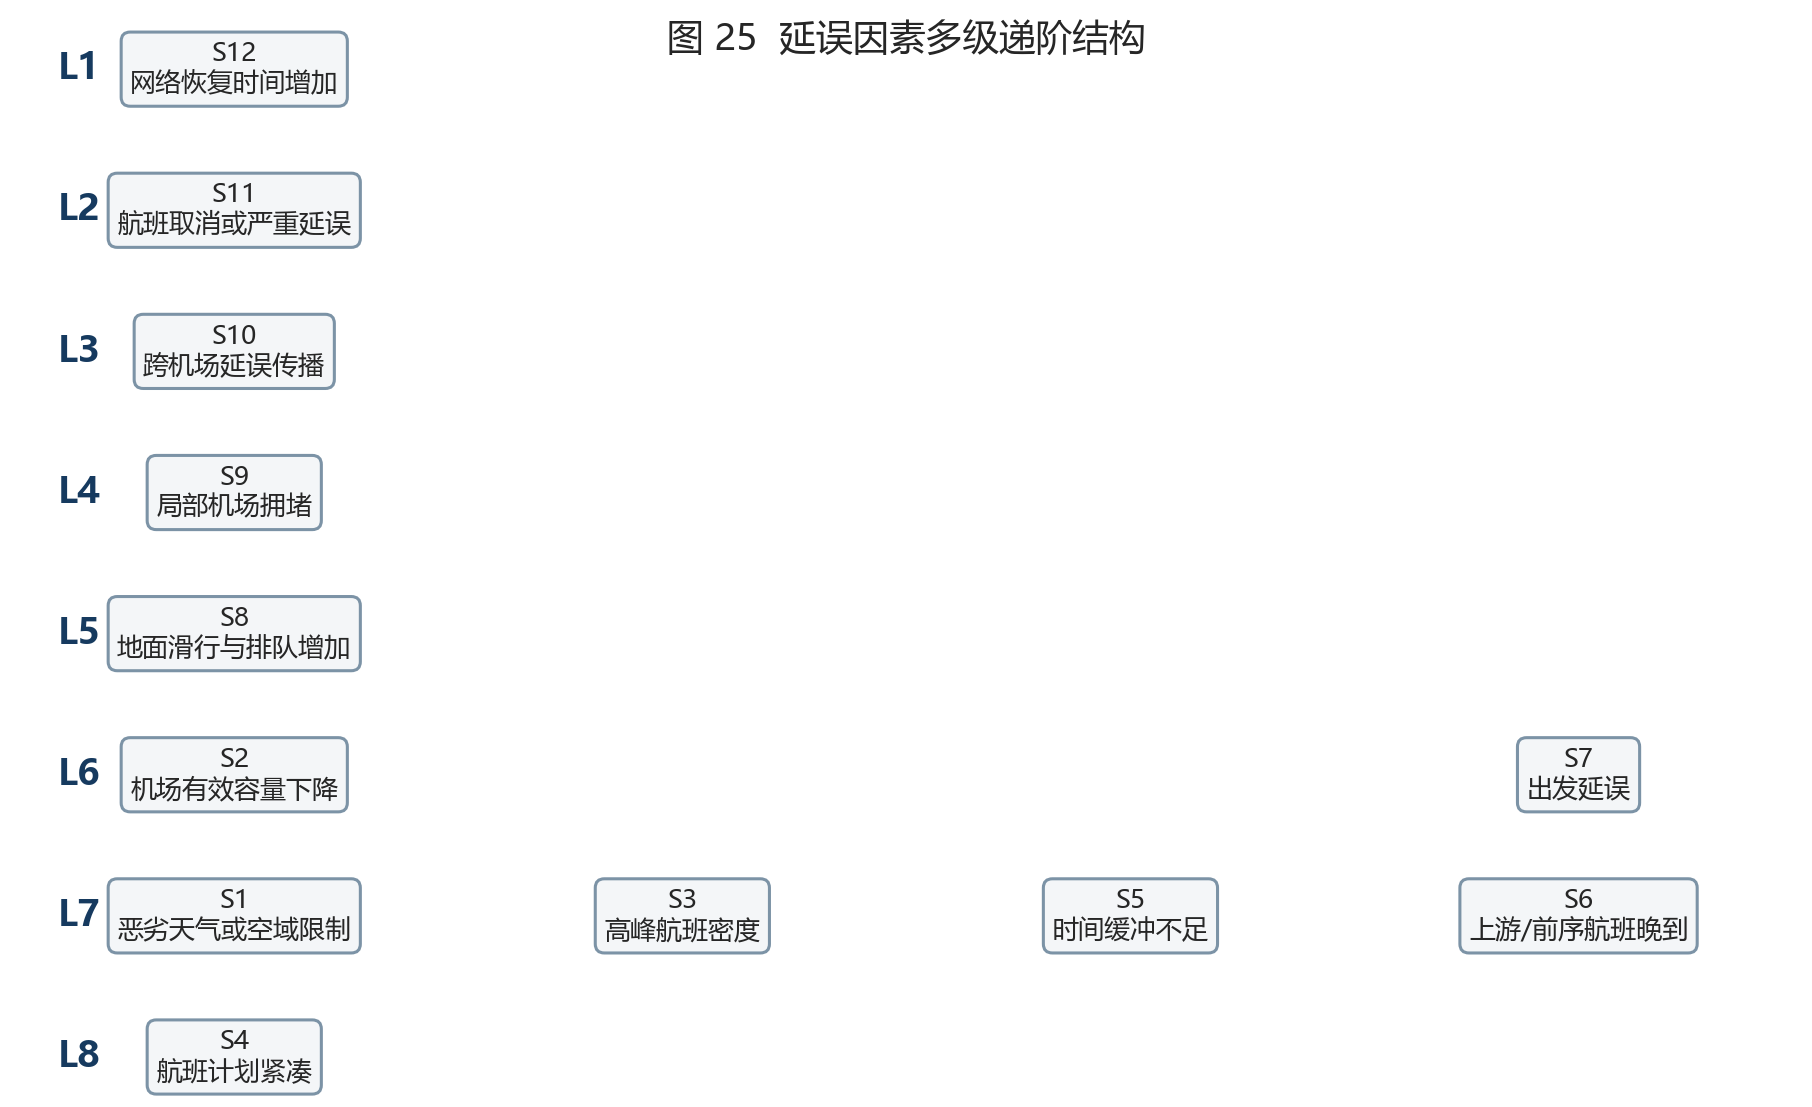 图 25 延误因素多级递阶结构
L1
S12
网络恢复时间增加
L2
S11
航班取消或严重延误
L3
S10
跨机场延误传播
L4
S9
局部机场拥堵
L5
S8
地面滑行与排队增加
L6
S2
机场有效容量下降
S7
出发延误
L7
S1
恶劣天气或空域限制
S3
高峰航班密度
S5
时间缓冲不足
S6
上游/前序航班晚到
L8
S4
航班计划紧凑